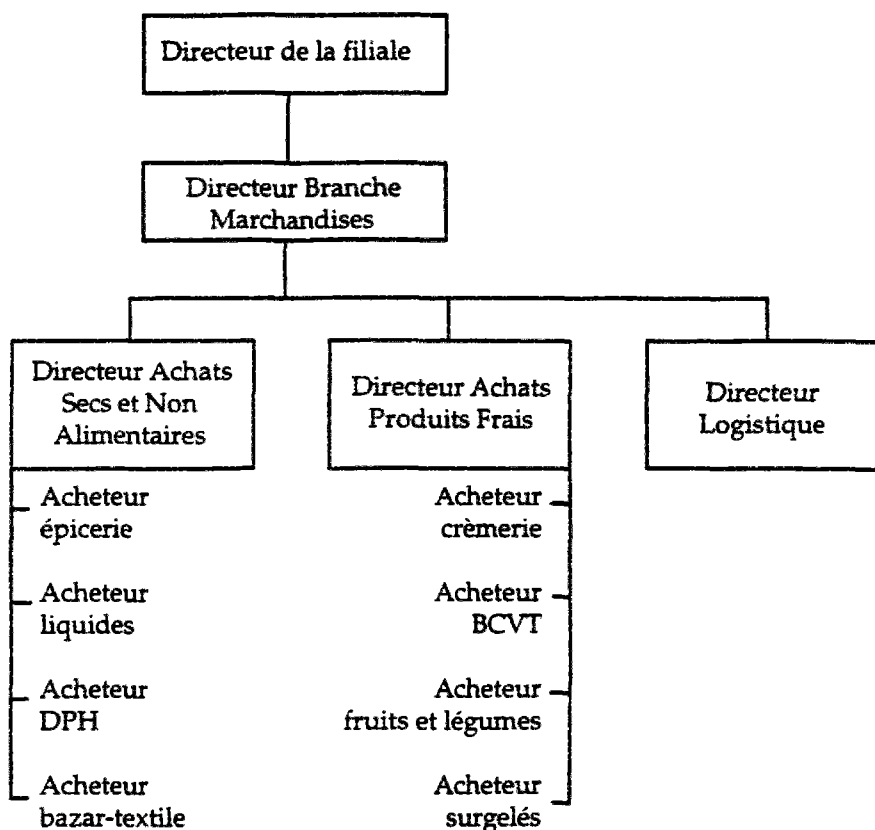 Directeur de la filiale
Directeur Branche
Marchandises
Directeur Achats
Secs et Non
Alimentaires
Directeur Achats
Produits Frais
Directeur
Logistique
Acheteur
épicerie
Acheteur
liquides
Acheteur
DPH
Acheteur
bazar-textile
Acheteur
crèmerie
Acheteur
BCVT
Acheteur
fruits et légumes
Acheteur
surgelés